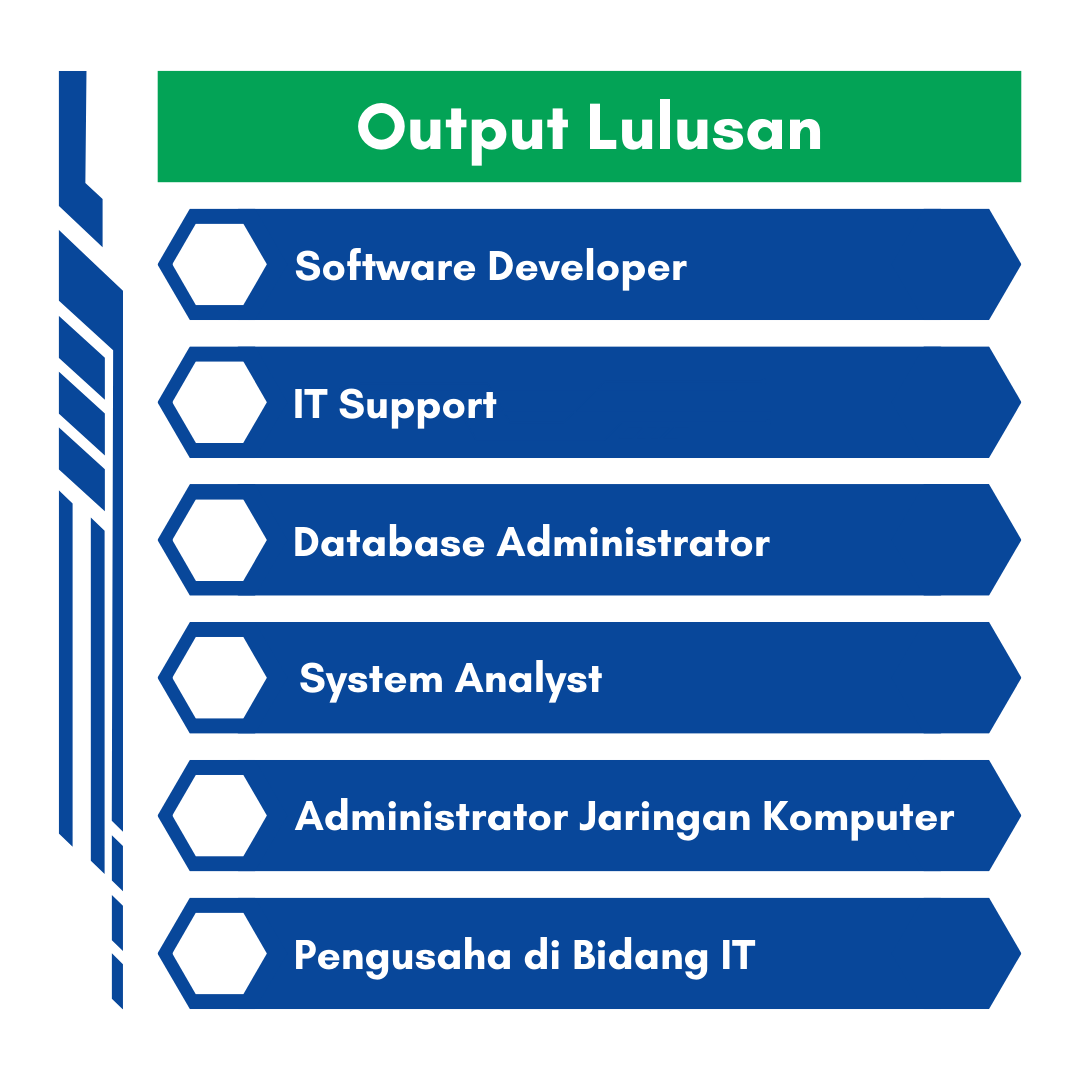 Output Lulusan
Software Developer
IT Support
Database Administrator
System Analyst
Administrator Jaringan Komputer
Pengusaha di Bidang IT